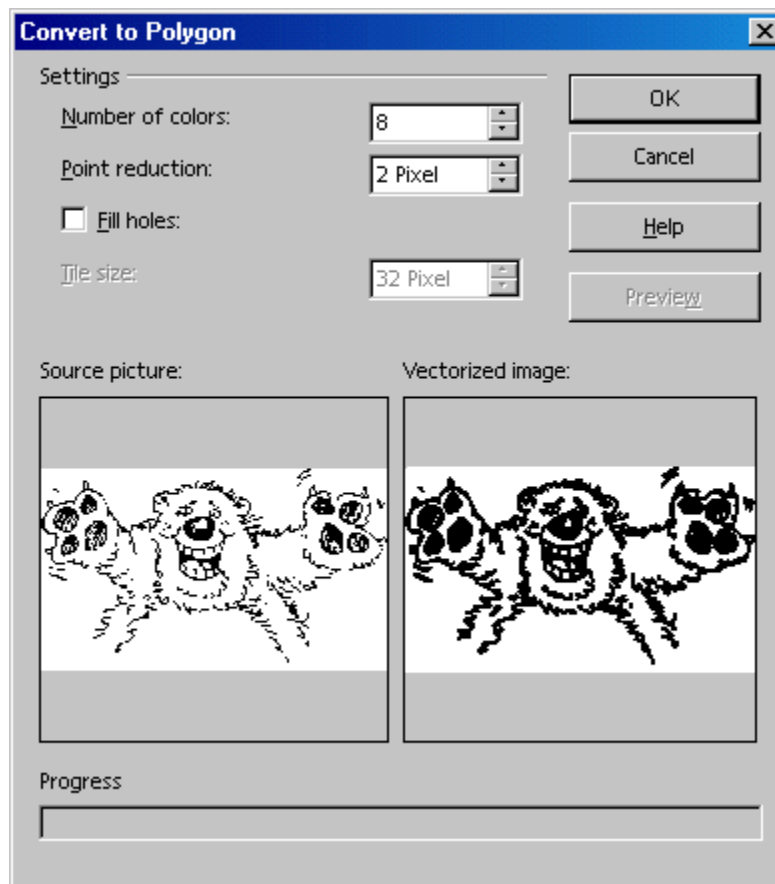 Convert to Polygon
Settings
Number of colors:
8
Point reduction:
2 Pixel
Fill holes:
Tile size:
32 Pixel
OK
Cancel
Help
Preview
Source picture:
Vectorized image:
Progress